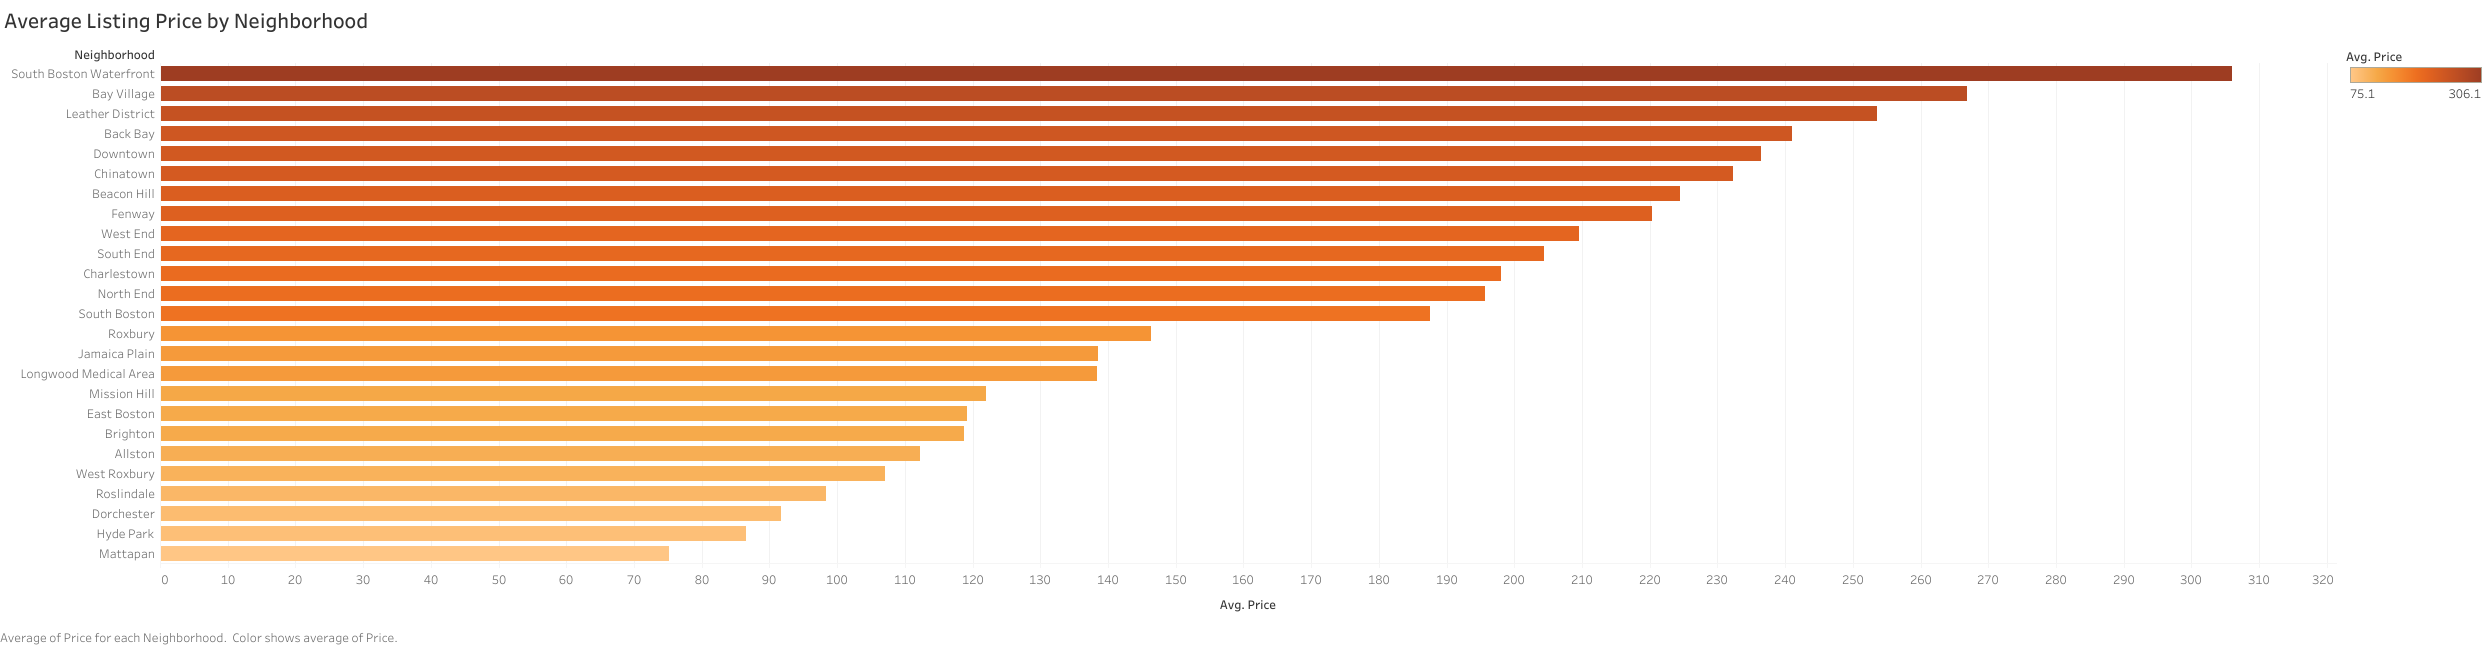 Average Listing Price by Neighborhood
Neighborhood
South Boston Waterfront
Bay Village
Leather District
Back Bay
Downtown
Chinatown
Beacon Hill
Fenway
West End
South End
Charlestown
North End
South Boston
Roxbury
Jamaica Plain
Longwood Medical Area
Mission Hill
East Boston
Brighton
Allston
West Roxbury
Roslindale
Dorchester
Hyde Park
Mattapan
0 10 20 30 40 50 60 70 80 90 100 110 120 130 140 150 160 170 180 190 200 210 220 230 240 250 260 270 280 290 300 310 320
Avg. Price
Avg. Price
75.1 306.1
Average of Price for each Neighborhood. Color shows average of Price.